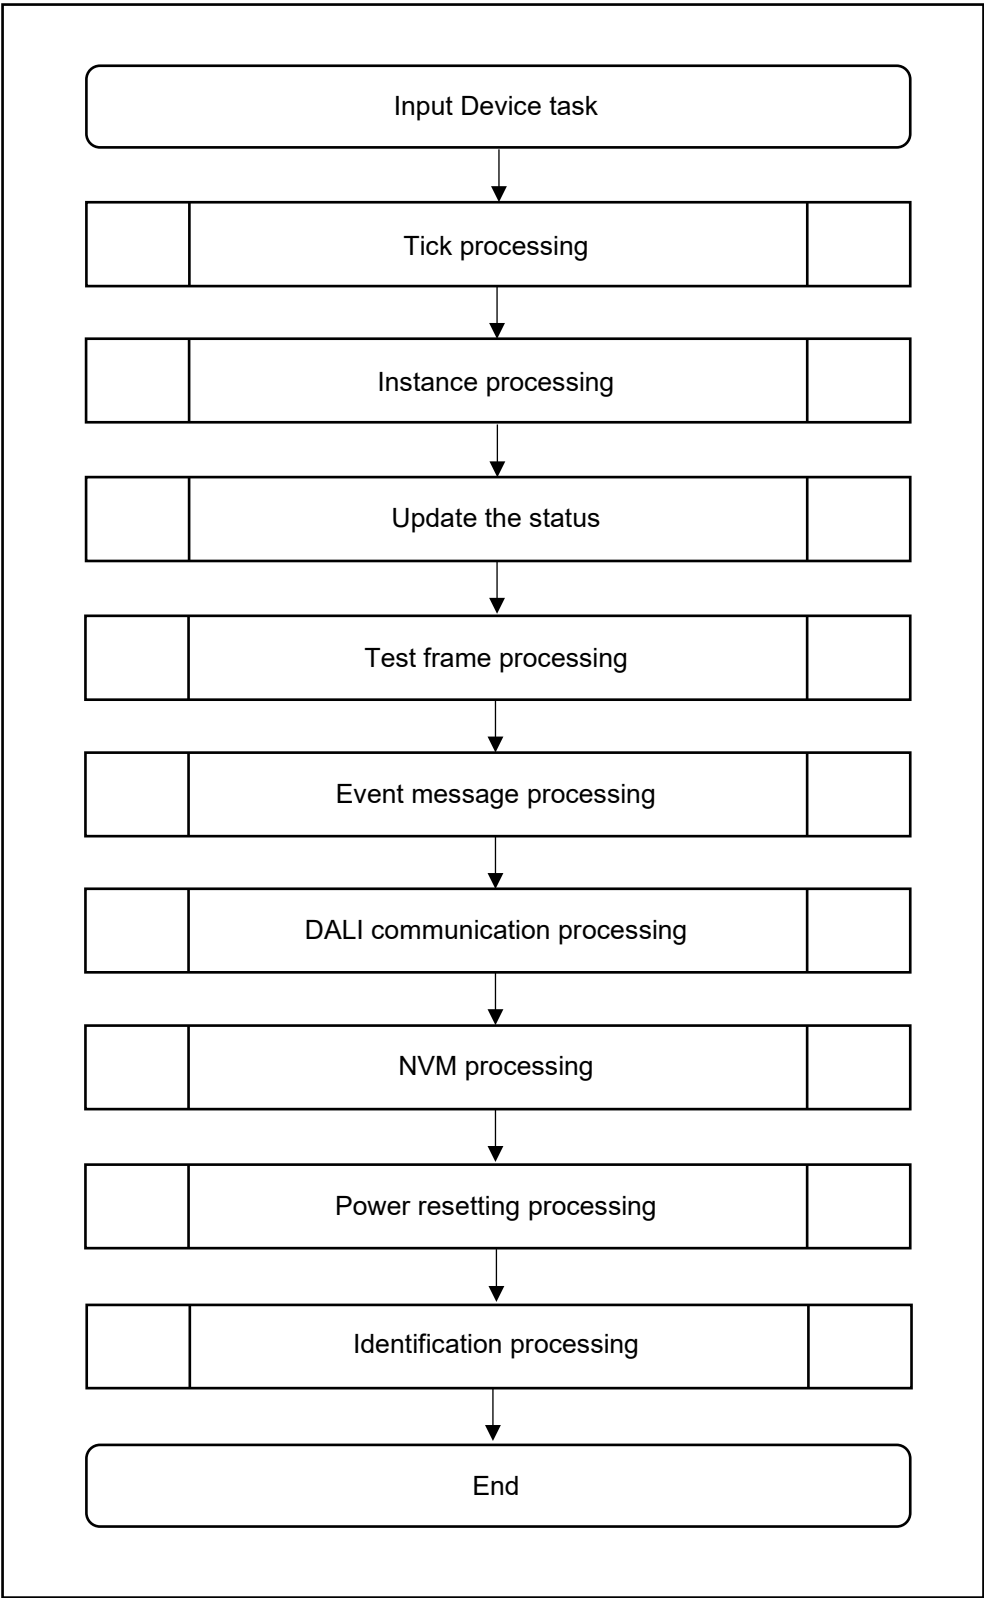 Input Device task
Tick processing
Instance processing
Update the status
Test frame processing
Event message processing
DALI communication processing
NVM processing
Power resetting processing
Identification processing
End